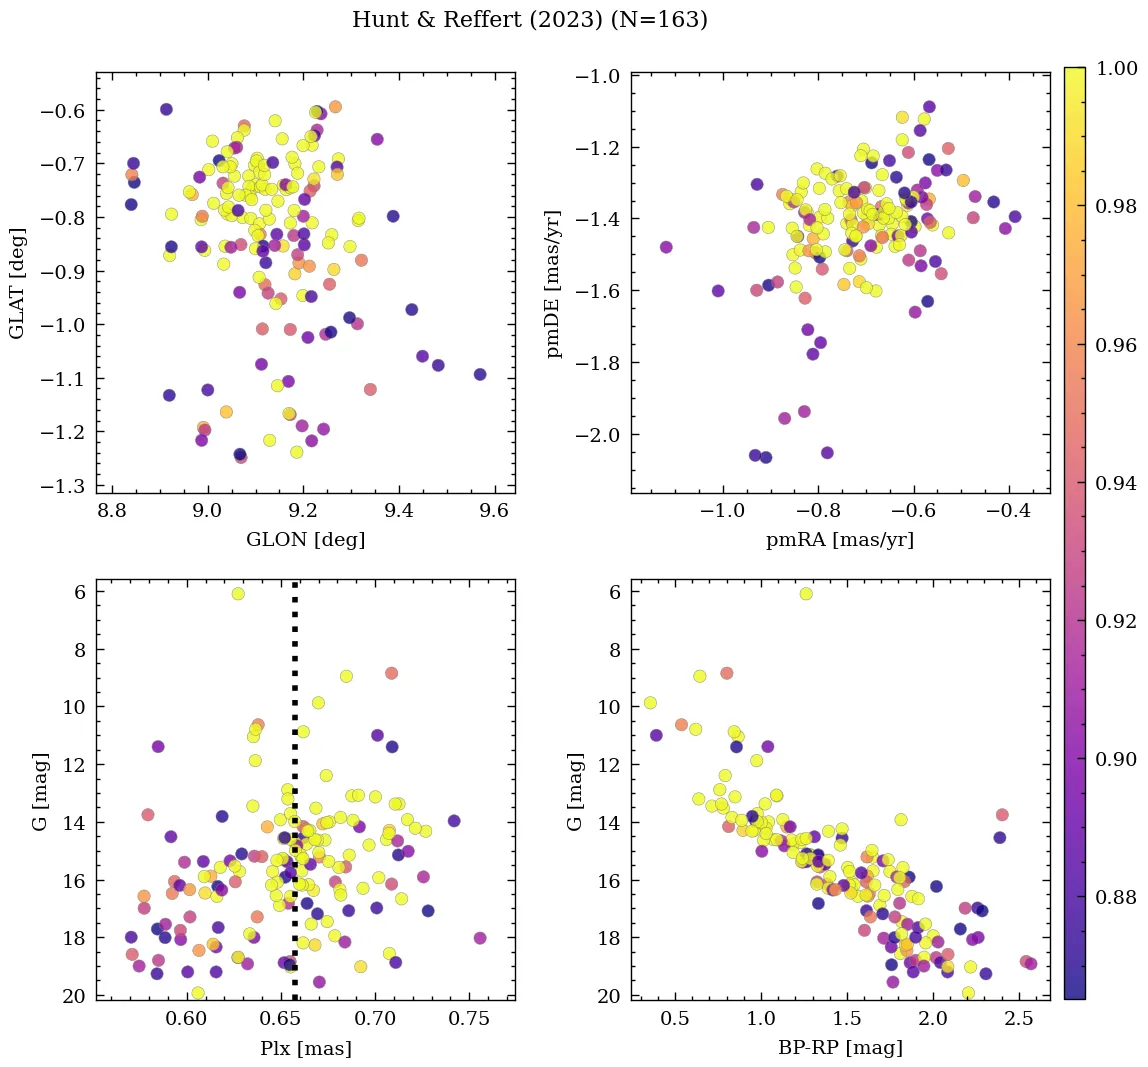 Hunt & Reffert (2023) (N=163)
−0.6
−0.7
−0.8
−0.9
−1.0
−1.1
−1.2
−1.3
GLAT [deg]
8.8 9.0 9.2 9.4 9.6
GLON [deg]
−1.0
−1.2
−1.4
−1.6
−1.8
−2.0
pmDE [mas/yr]
−1.0 −0.8 −0.6 −0.4
pmRA [mas/yr]
6
8
10
12
14
16
18
20
G [mag]
0.60 0.65 0.70 0.75
Plx [mas]
6
8
10
12
14
16
18
20
G [mag]
0.5 1.0 1.5 2.0 2.5
BP-RP [mag]
1.00
0.98
0.96
0.94
0.92
0.90
0.88